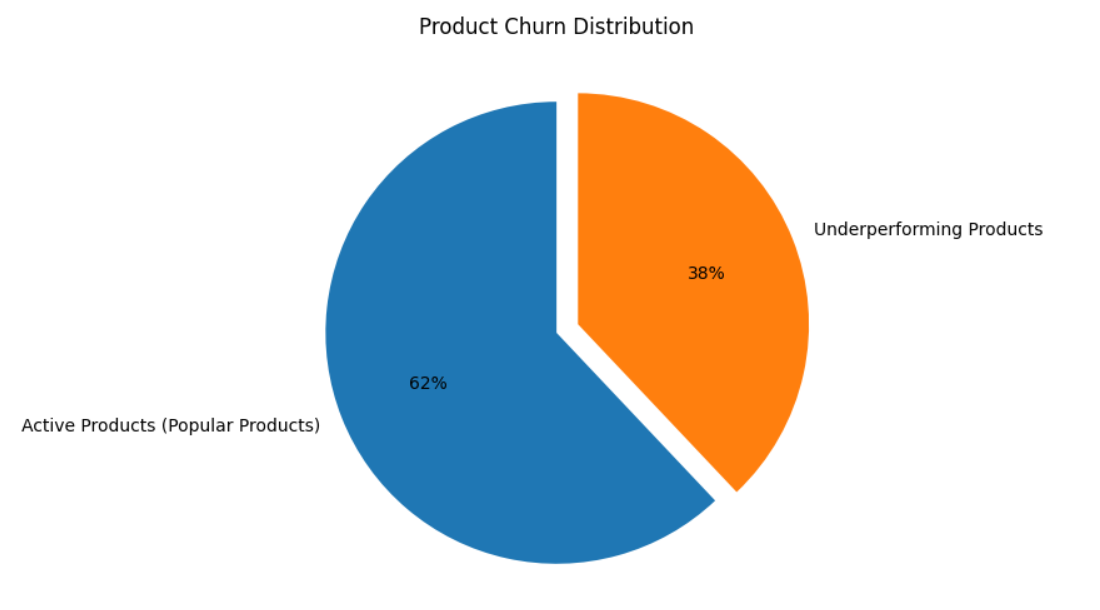 Product Churn Distribution
Underperforming Products
38%
62%
Active Products (Popular Products)